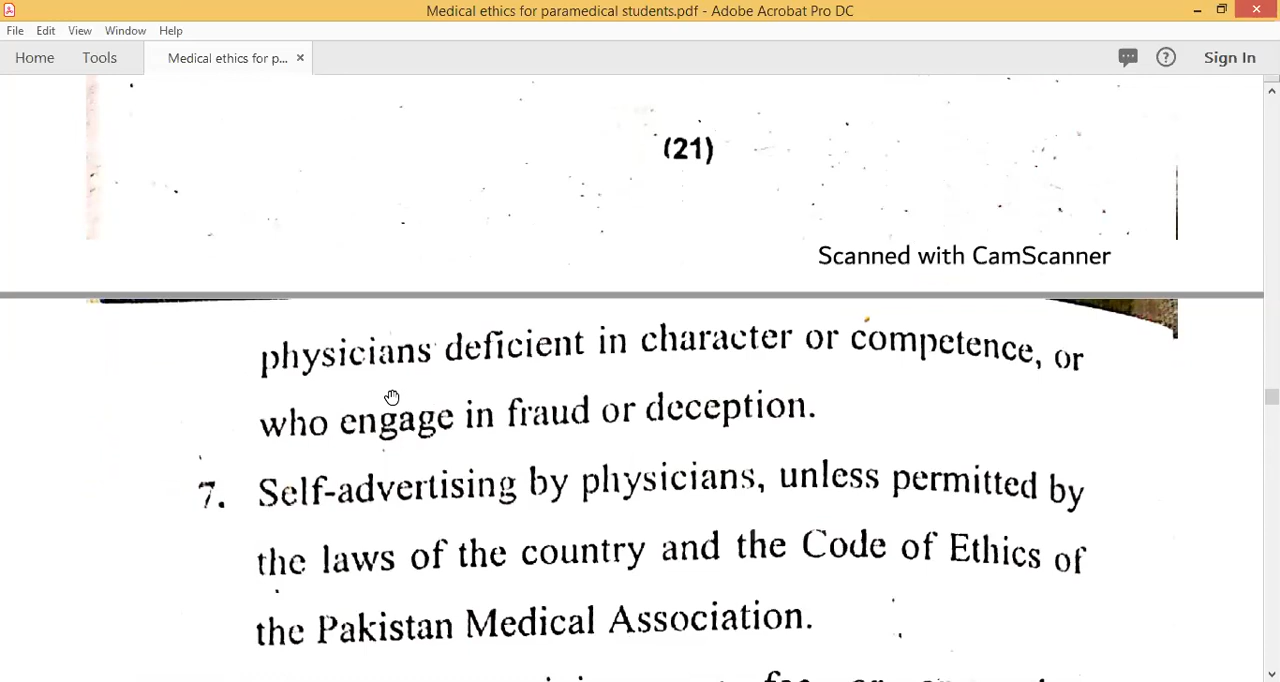 Medical ethics for paramedical students.pdf - Adobe Acrobat Pro DC
File Edit View Window Help
Home Tools Medical ethics for p... × Sign In
(21)
Scanned with CamScanner
physicians deficient in character or competence, or
who engage in fraud or deception.
7. Self-advertising by physicians, unless permitted by
the laws of the country and the Code of Ethics of
the Pakistan Medical Association.
fee or